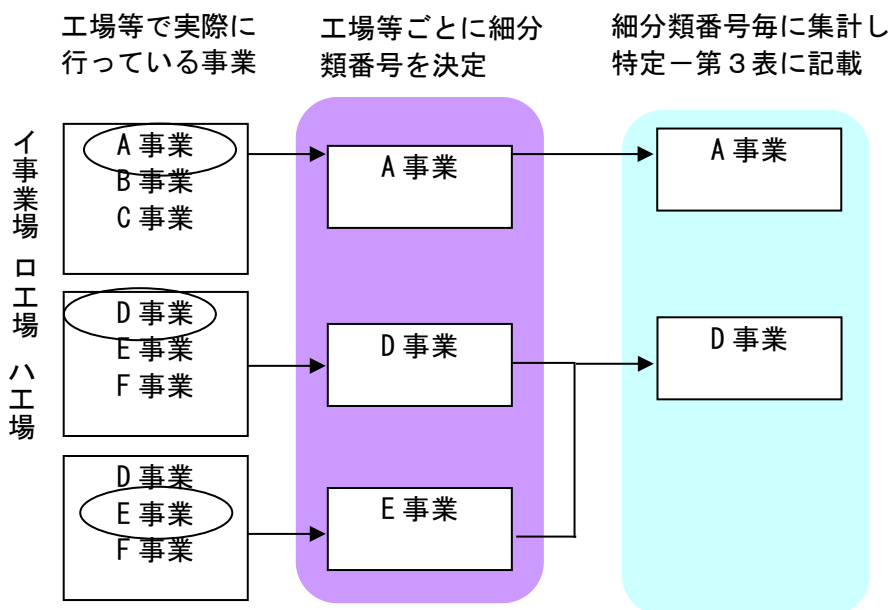 工場等で実際に
行っている事業
工場等ごとに細分
類番号を決定
細分類番号毎に集計し
特定－第３表に記載
イ事業場
A事業
B事業
C事業
A事業
A事業
ロ工場
D事業
E事業
F事業
D事業
D事業
ハ工場
D事業
E事業
F事業
E事業